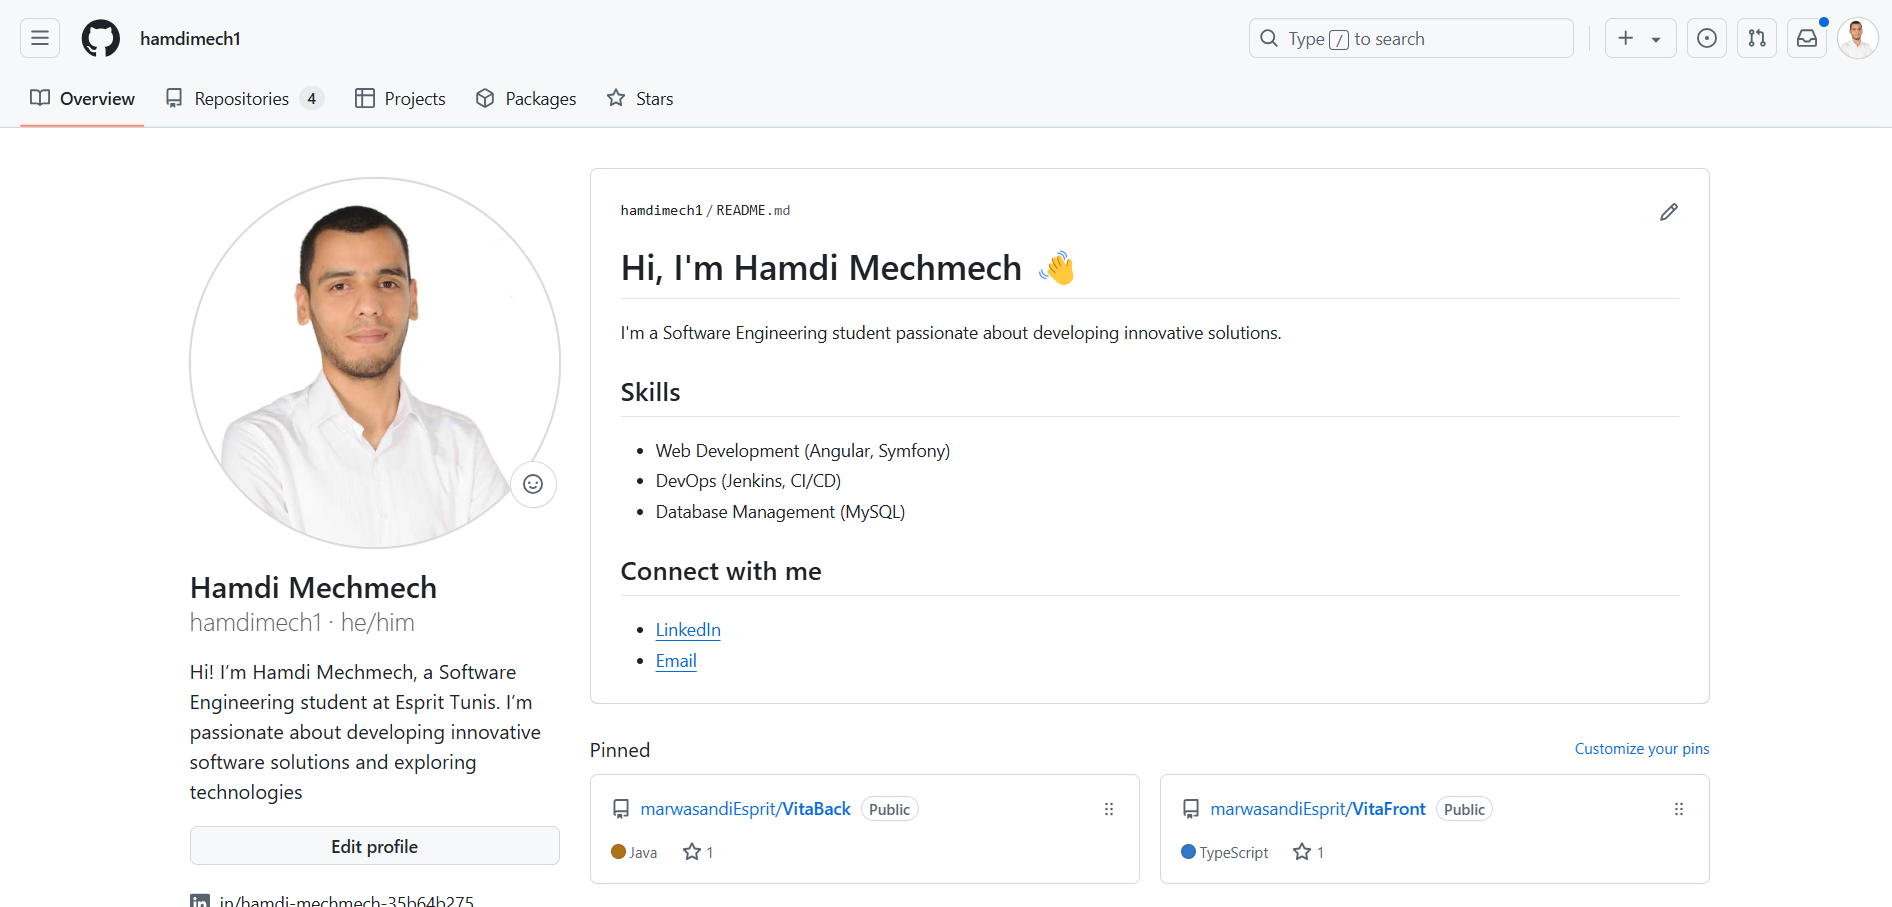 hamdimech1
Type / to search
Overview
Repositories 4
Projects
Packages
Stars
hamdimech1/README.md
Hi, I'm Hamdi Mechmech 👋
I'm a Software Engineering student passionate about developing innovative solutions.
Skills
Web Development (Angular, Symfony)
DevOps (Jenkins, CI/CD)
Database Management (MySQL)
Connect with me
LinkedIn
Email
Hamdi Mechmech
hamdimech1 · he/him
Hi! I’m Hamdi Mechmech, a Software
Engineering student at Esprit Tunis. I’m
passionate about developing innovative
software solutions and exploring
technologies
Edit profile
in/hamdi-mechmech-35b64b275
Pinned
Customize your pins
marwasandiEsprit/VitaBack Public
Java 1
marwasandiEsprit/VitaFront Public
TypeScript 1